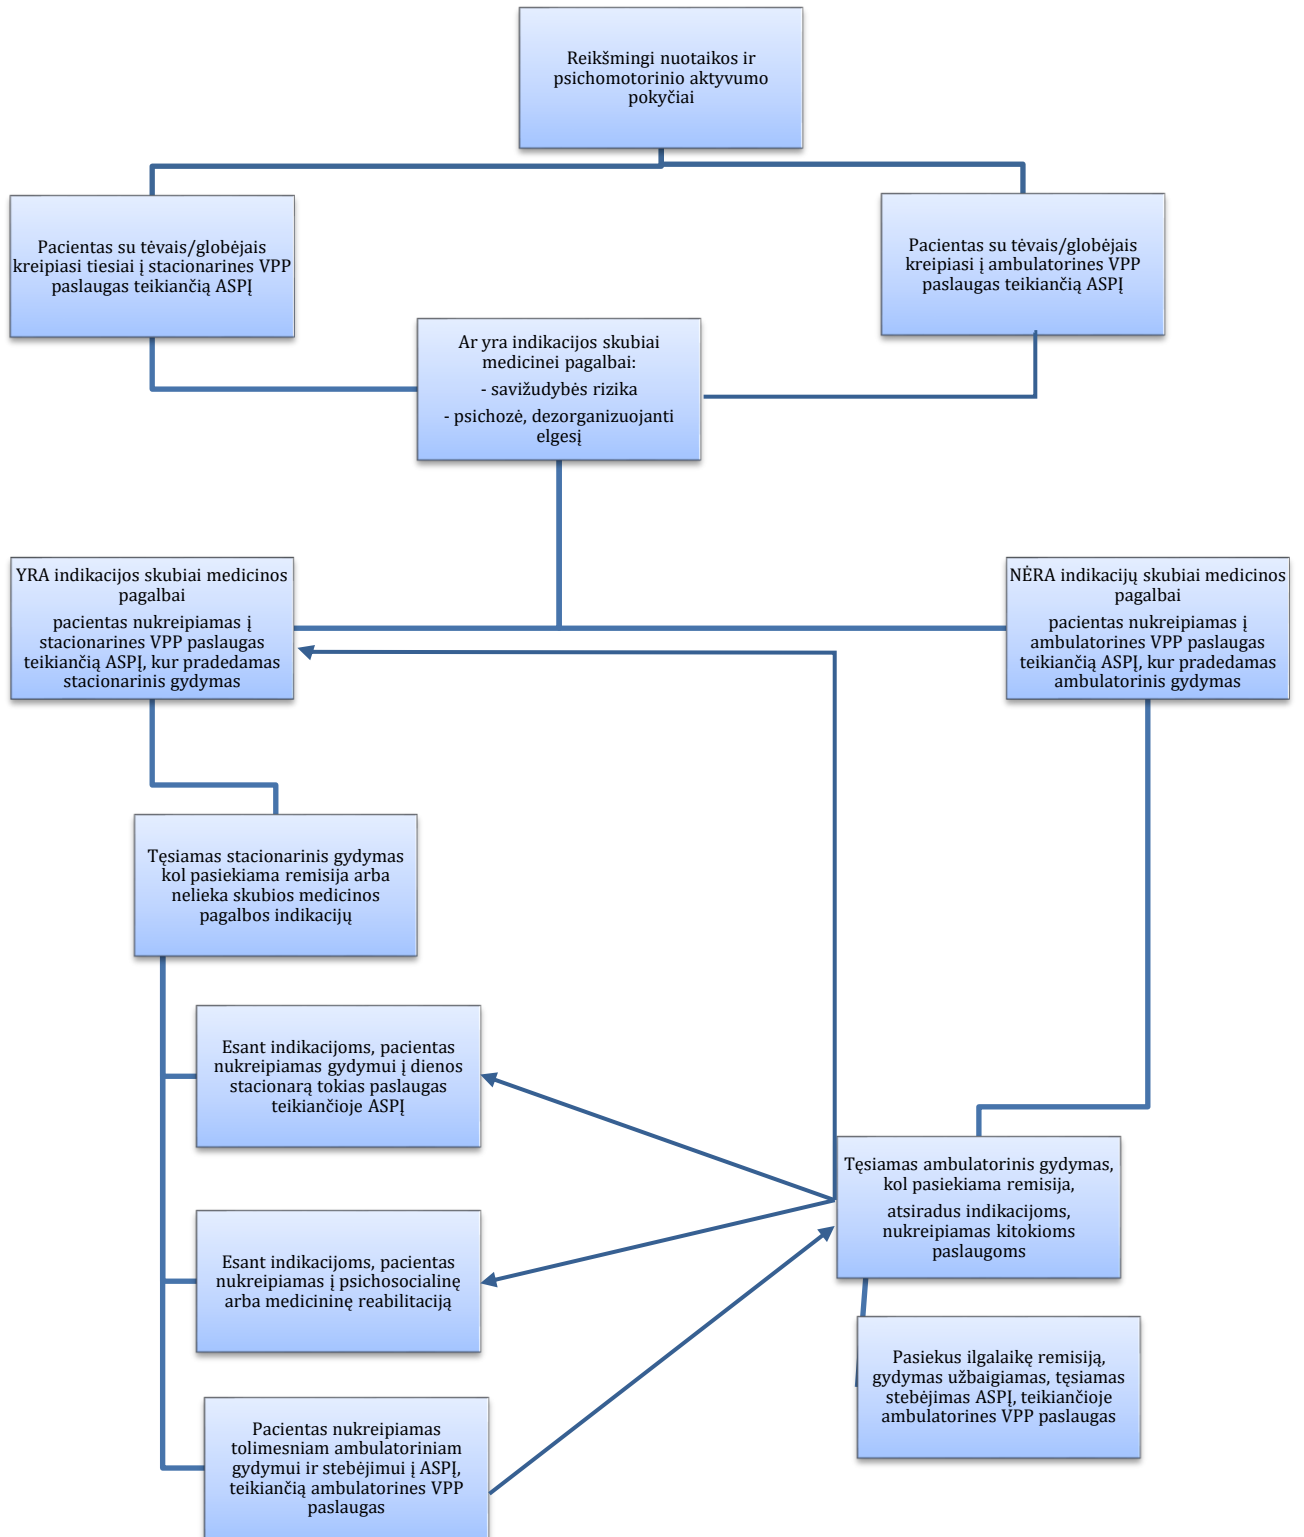 Reikšmingi nuotaikos ir
psichomotorinio aktyvumo
pokyčiai
Pacientas su tėvais/globėjais
kreipiasi tiesiai į stacionarines VPP
paslaugas teikiančią ASPĮ
Pacientas su tėvais/globėjais
kreipiasi į ambulatorines VPP
paslaugas teikiančią ASPĮ
Ar yra indikacijos skubiai
medicinei pagalbai:
- savižudybės rizika
- psichozė, dezorganizuojanti
elgesį
YRA indikacijos skubiai medicinos
pagalbai
pacientas nukreipiamas į
stacionarines VPP paslaugas
teikiančią ASPĮ, kur pradedamas
stacionarinis gydymas
NĖRA indikacijų skubiai medicinos
pagalbai
pacientas nukreipiamas į
ambulatorines VPP paslaugas
teikiančią ASPĮ, kur pradedamas
ambulatorinis gydymas
Tęsiamas stacionarinis gydymas
kol pasiekiama remisija arba
nelieka skubios medicinos
pagalbos indikacijų
Esant indikacijoms, pacientas
nukreipiamas gydymui į dienos
stacionarą tokias paslaugas
teikiančioje ASPĮ
Tęsiamas ambulatorinis gydymas,
kol pasiekiama remisija,
atsiradus indikacijoms,
nukreipiamas kitokioms
paslaugoms
Esant indikacijoms, pacientas
nukreipiamas į psichosocialinę
arba medicininę reabilitaciją
Pasiekus ilgalaikę remisiją,
gydymas užbaigiamas, tęsiamas
stebėjimas ASPĮ, teikiančioje
ambulatorines VPP paslaugas
Pacientas nukreipiamas
tolimesniam ambulatoriniam
gydymui ir stebėjimui į ASPĮ,
teikiančią ambulatorines VPP
paslaugas